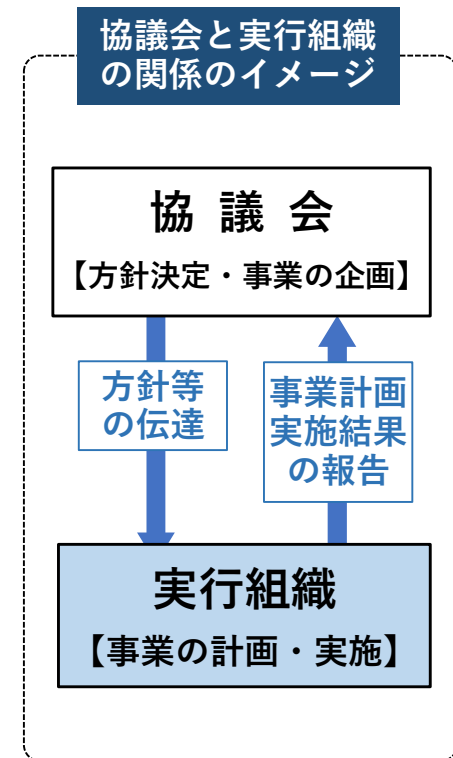 協議会と実行組織
の関係のイメージ
協 議 会
【方針決定・事業の企画】
方針等
の伝達
事業計画
実施結果
の報告
実行組織
【事業の計画・実施】